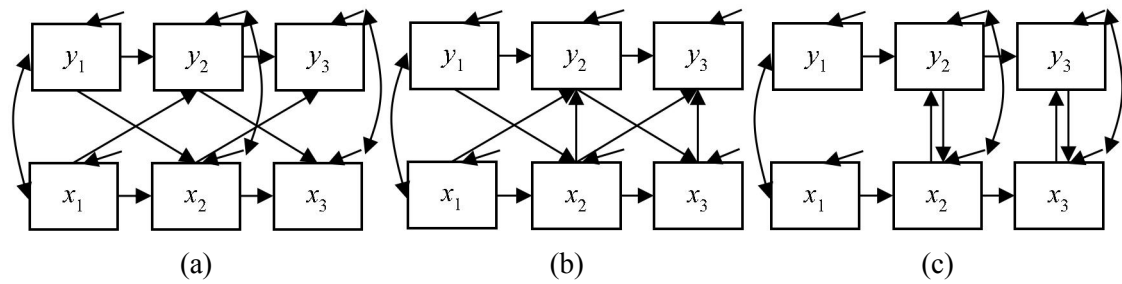 y₁ y₂ y₃ y₁ y₂ y₃ y₁ y₂ y₃
x₁ x₂ x₃ x₁ x₂ x₃ x₁ x₂ x₃
(a) (b) (c)